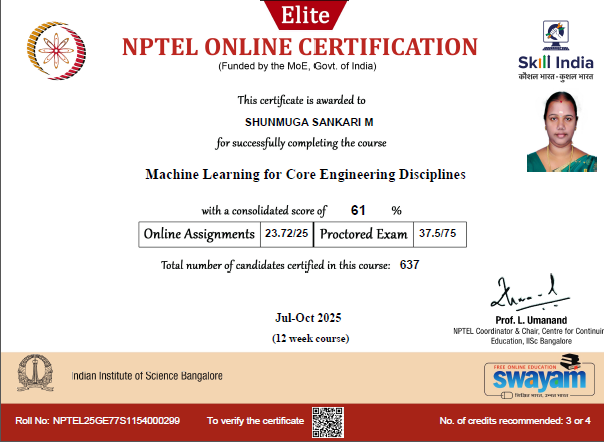 Elite
NPTEL ONLINE CERTIFICATION
(Funded by the MoE, Govt. of India)
Skill India
कौशल भारत - कुशल भारत
This certificate is awarded to
SHUNMUGA SANKARI M
for successfully completing the course
Machine Learning for Core Engineering Disciplines
with a consolidated score of 61 %
Online Assignments 23.72/25 Proctored Exam 37.5/75
Total number of candidates certified in this course: 637
Jul-Oct 2025
(12 week course)
Prof. L. Umanand
NPTEL Coordinator & Chair, Centre for Continuin
Education, IISc Bangalore
Indian Institute of Science Bangalore
FREE ONLINE EDUCATION
swayam
शिक्षित भारत, उन्नत भारत
Roll No: NPTEL25GE77S1154000299 To verify the certificate No. of credits recommended: 3 or 4